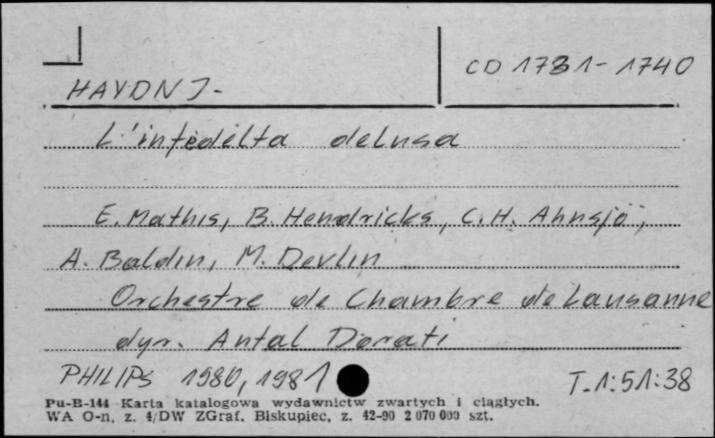 HAYDN J-
CD 1731-1740
L'infedelta delusa
E. Mathis, B. Hendricks, C.H. Ahnsjö,
A. Baldin, M. Devlin
Orchestre de Chambre de Lausanne
dyr. Antal Dorati
PHILIPS 1980, 1981
T. 1:51:38
Pu-B-144 Karta katalogowa wydawnictw zwartych i ciągłych.
WA O-n, z. 4/DW ZGraf. Biskupiec, z. 42-90 2 070 000 szt.